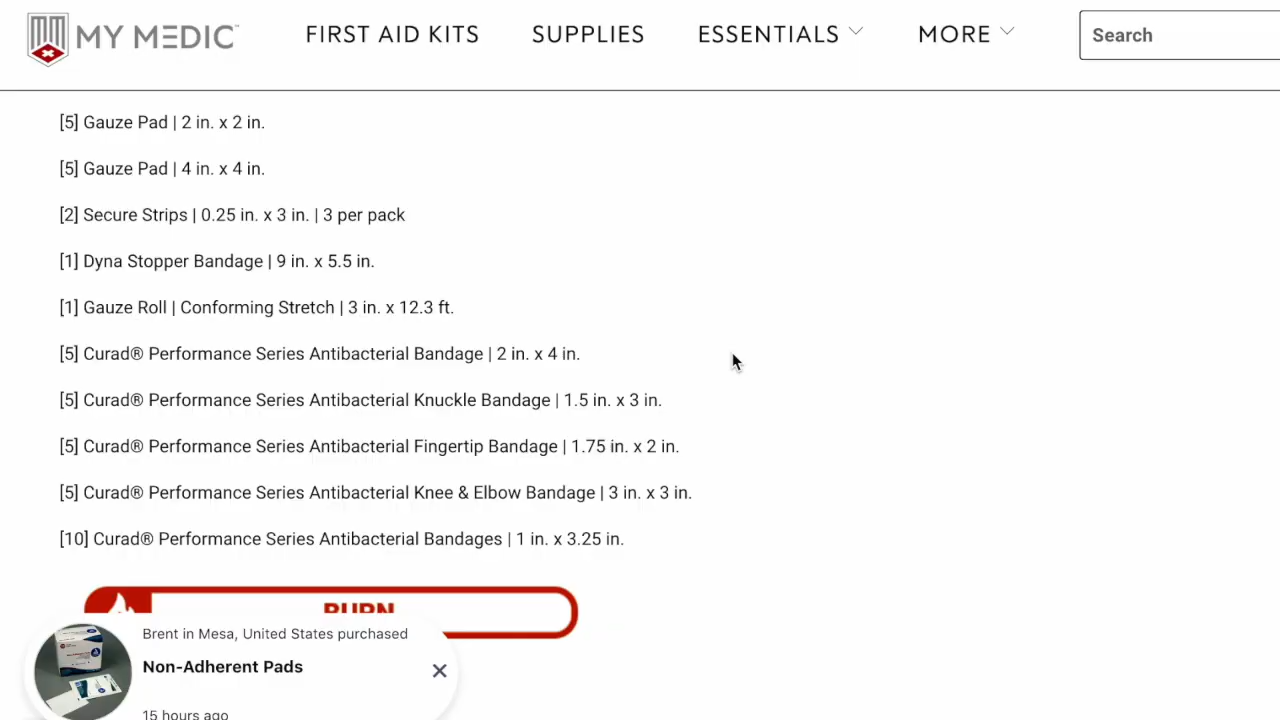 MY MEDIC™
FIRST AID KITS
SUPPLIES
ESSENTIALS
MORE
Search
[5] Gauze Pad | 2 in. x 2 in.
[5] Gauze Pad | 4 in. x 4 in.
[2] Secure Strips | 0.25 in. x 3 in. | 3 per pack
[1] Dyna Stopper Bandage | 9 in. x 5.5 in.
[1] Gauze Roll | Conforming Stretch | 3 in. x 12.3 ft.
[5] Curad® Performance Series Antibacterial Bandage | 2 in. x 4 in.
[5] Curad® Performance Series Antibacterial Knuckle Bandage | 1.5 in. x 3 in.
[5] Curad® Performance Series Antibacterial Fingertip Bandage | 1.75 in. x 2 in.
[5] Curad® Performance Series Antibacterial Knee & Elbow Bandage | 3 in. x 3 in.
[10] Curad® Performance Series Antibacterial Bandages | 1 in. x 3.25 in.
BURN
Brent in Mesa, United States purchased
Non-Adherent Pads
15 hours ago